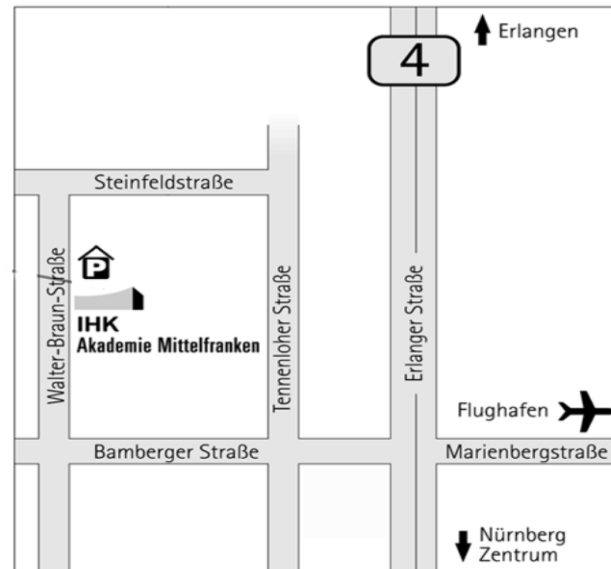 Erlangen
4
Steinfeldstraße
Walter-Braun-Straße
P
IHK
Akademie Mittelfranken
Tennenloher Straße
Erlanger Straße
Flughafen
Bamberger Straße
Marienbergstraße
Nürnberg
Zentrum